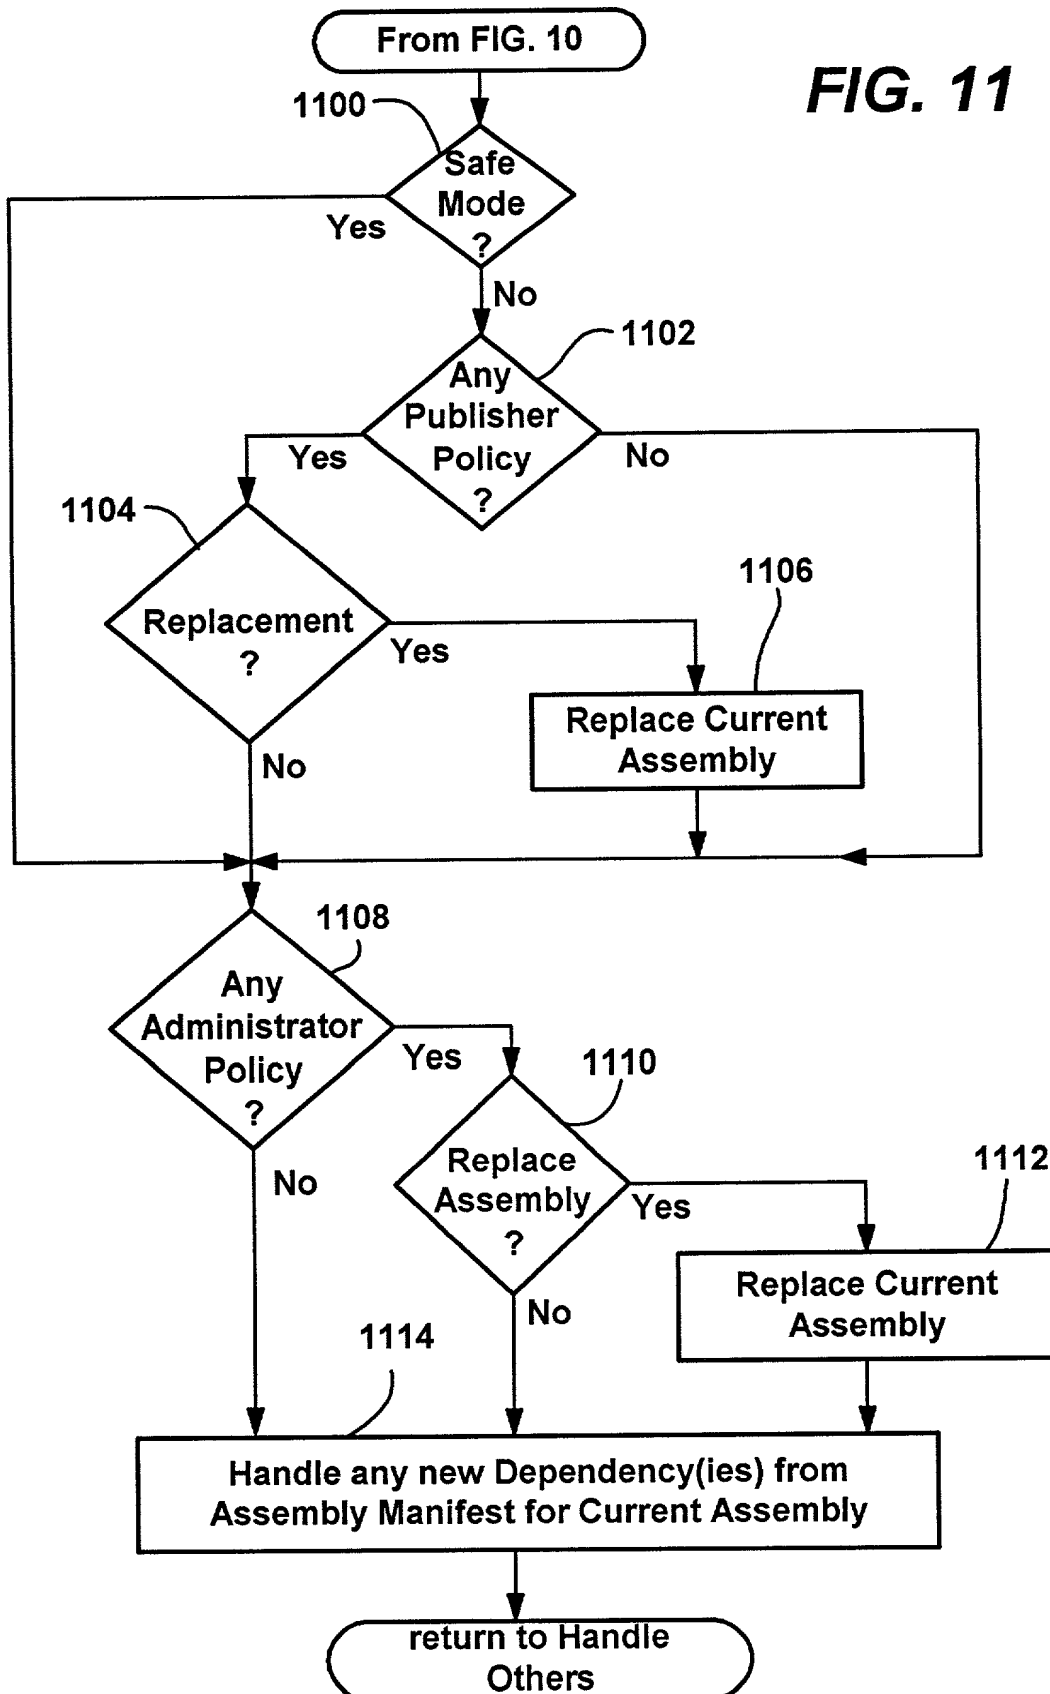 From FIG. 10
FIG. 11
1100
Safe
Mode
?
Yes
No
1102
Any
Publisher
Policy
?
Yes
No
1104
Replacement
?
Yes
No
1106
Replace Current
Assembly
1108
Any
Administrator
Policy
?
Yes
No
1110
Replace
Assembly
?
Yes
No
1112
Replace Current
Assembly
1114
Handle any new Dependency(ies) from
Assembly Manifest for Current Assembly
return to Handle
Others